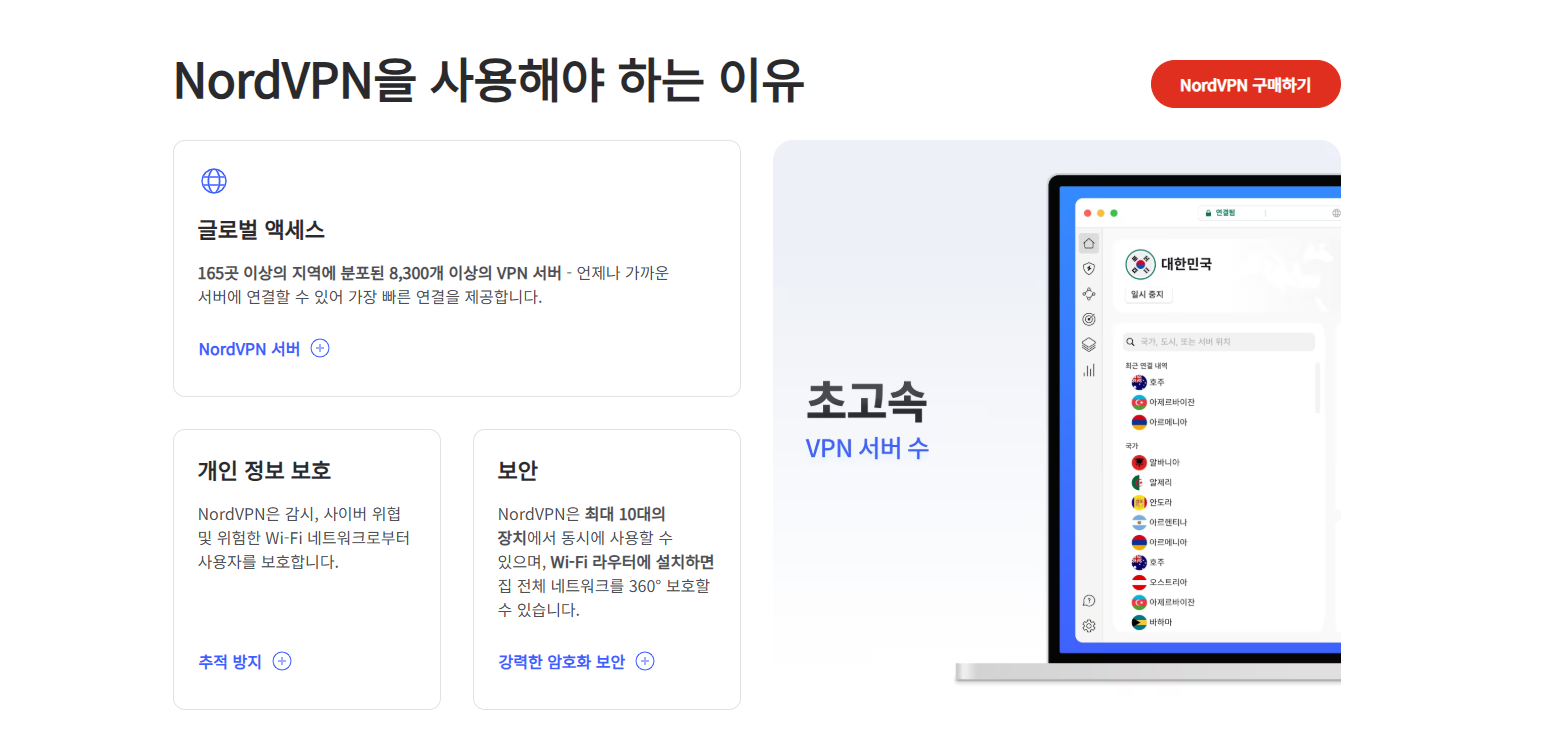 NordVPN을 사용해야 하는 이유
NordVPN 구매하기
글로벌 액세스
165곳 이상의 지역에 분포된 8,300개 이상의 VPN 서버 - 언제나 가까운
서버에 연결할 수 있어 가장 빠른 연결을 제공합니다.
NordVPN 서버
개인 정보 보호
NordVPN은 감시, 사이버 위협
및 위험한 Wi-Fi 네트워크로부터
사용자를 보호합니다.
추적 방지
보안
NordVPN은 최대 10대의
장치에서 동시에 사용할 수
있으며, Wi-Fi 라우터에 설치하면
집 전체 네트워크를 360° 보호할
수 있습니다.
강력한 암호화 보안
초고속
VPN 서버 수
연결됨
대한민국
일시 중지
국가, 도시, 또는 서버 위치
최근 연결 내역
호주
아제르바이잔
아르메니아
국가
알바니아
알제리
안도라
아르헨티나
아르메니아
호주
오스트리아
아제르바이잔
바하마